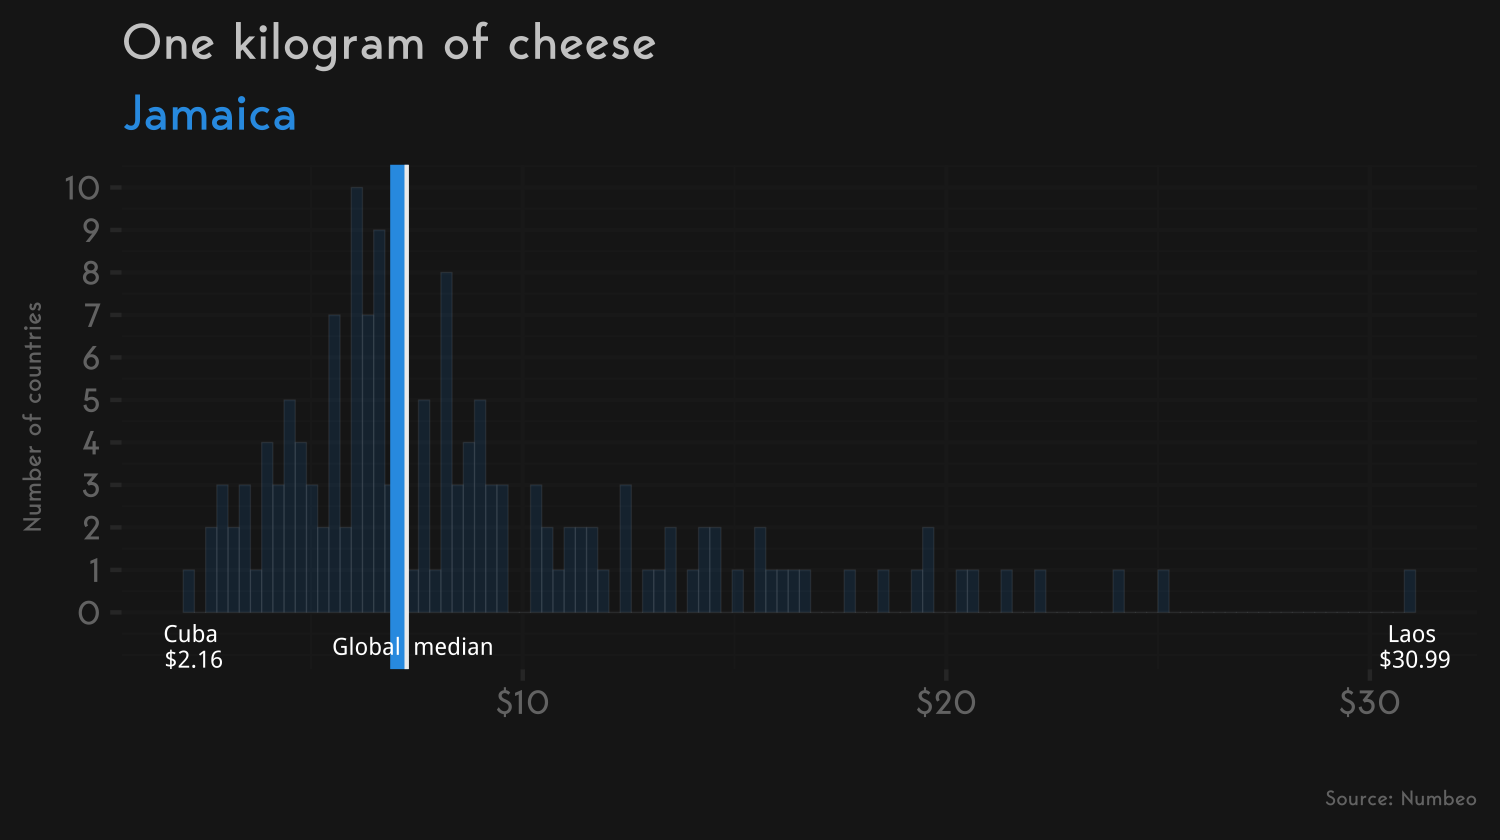 One kilogram of cheese
Jamaica
Number of countries
10
9
8
7
6
5
4
3
2
1
0
Cuba
$2.16
Global median
Laos
$30.99
$10
$20
$30
Source: Numbeo